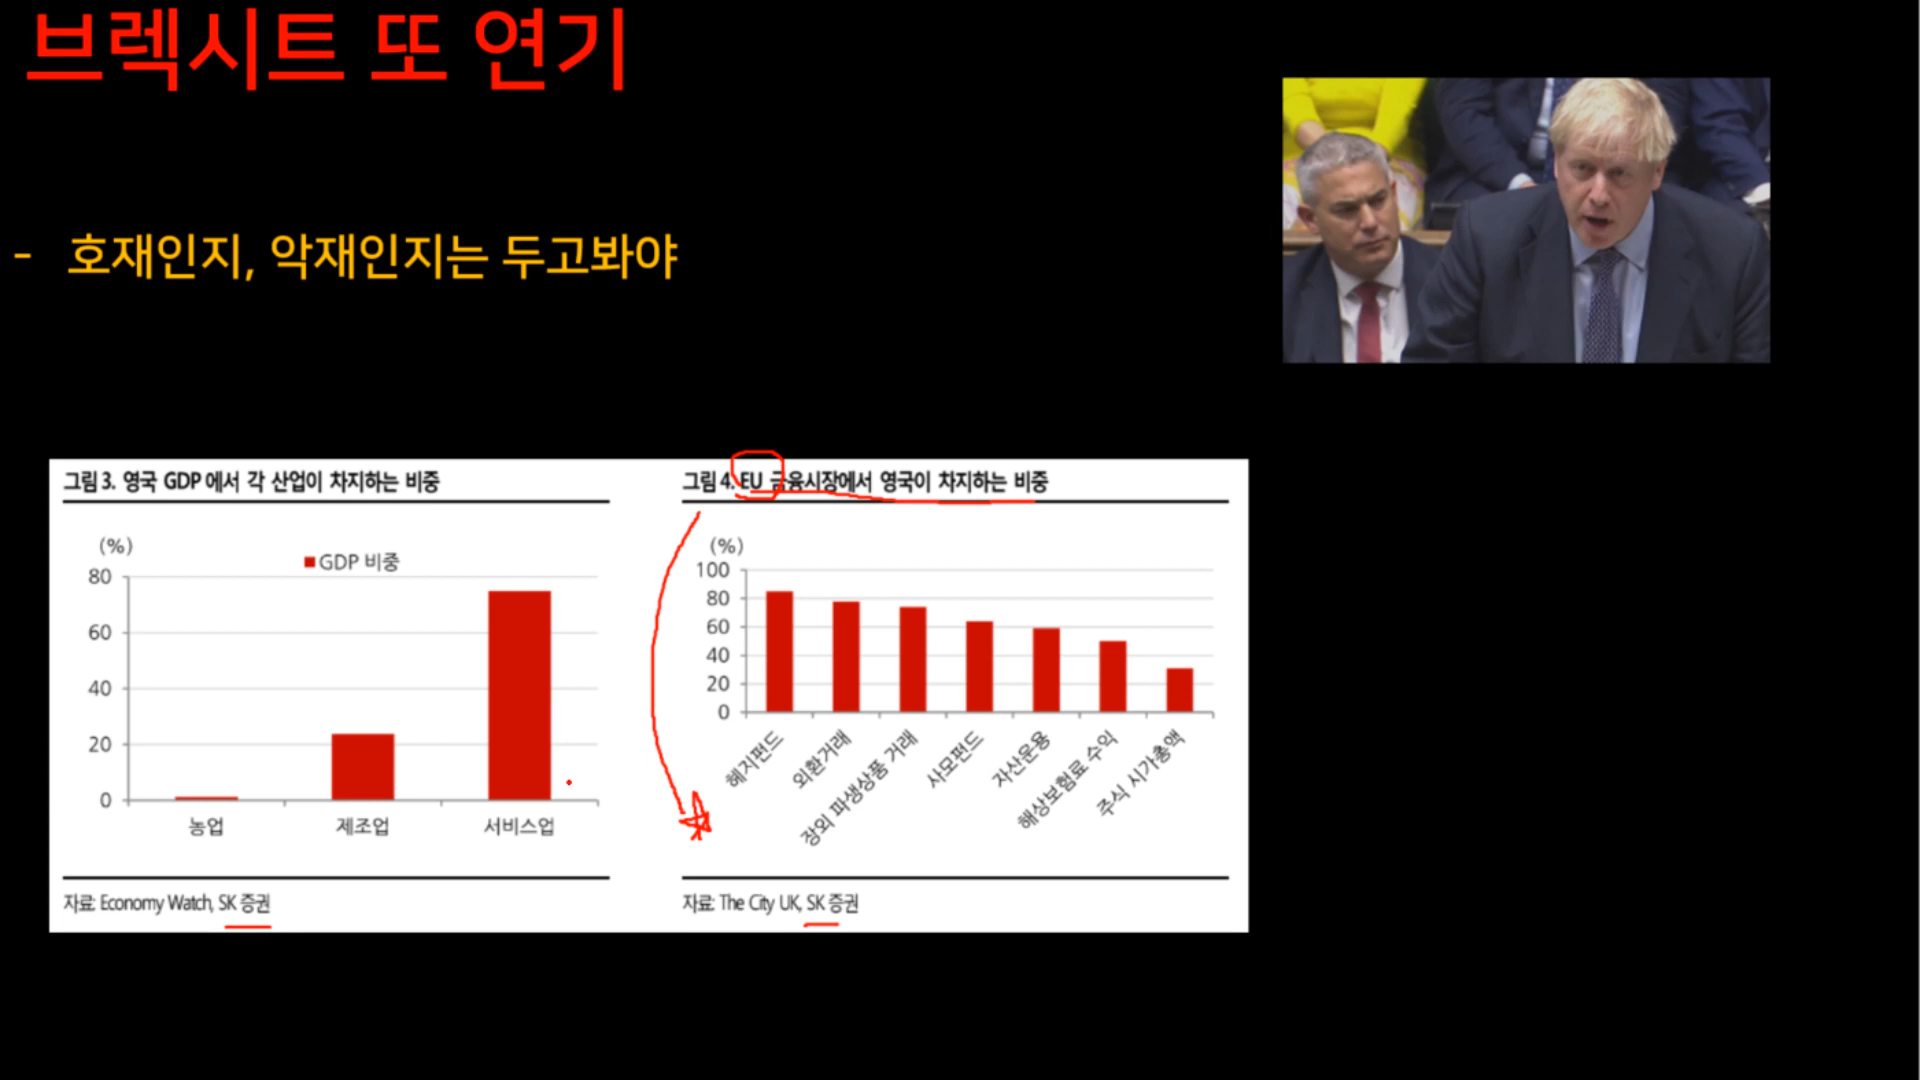 브렉시트 또 연기
- 호재인지, 악재인지는 두고봐야
그림 3. 영국 GDP에서 각 산업이 차지하는 비중
(%)
GDP 비중
80
60
40
20
0
농업
제조업
서비스업
자료: Economy Watch, SK 증권
그림 4. EU 금융시장에서 영국이 차지하는 비중
(%)
100
80
60
40
20
0
헤지펀드
외환거래
장외 파생상품 거래
사모펀드
자산운용
해상보험료 수익
주식 시가총액
자료: The City UK, SK 증권